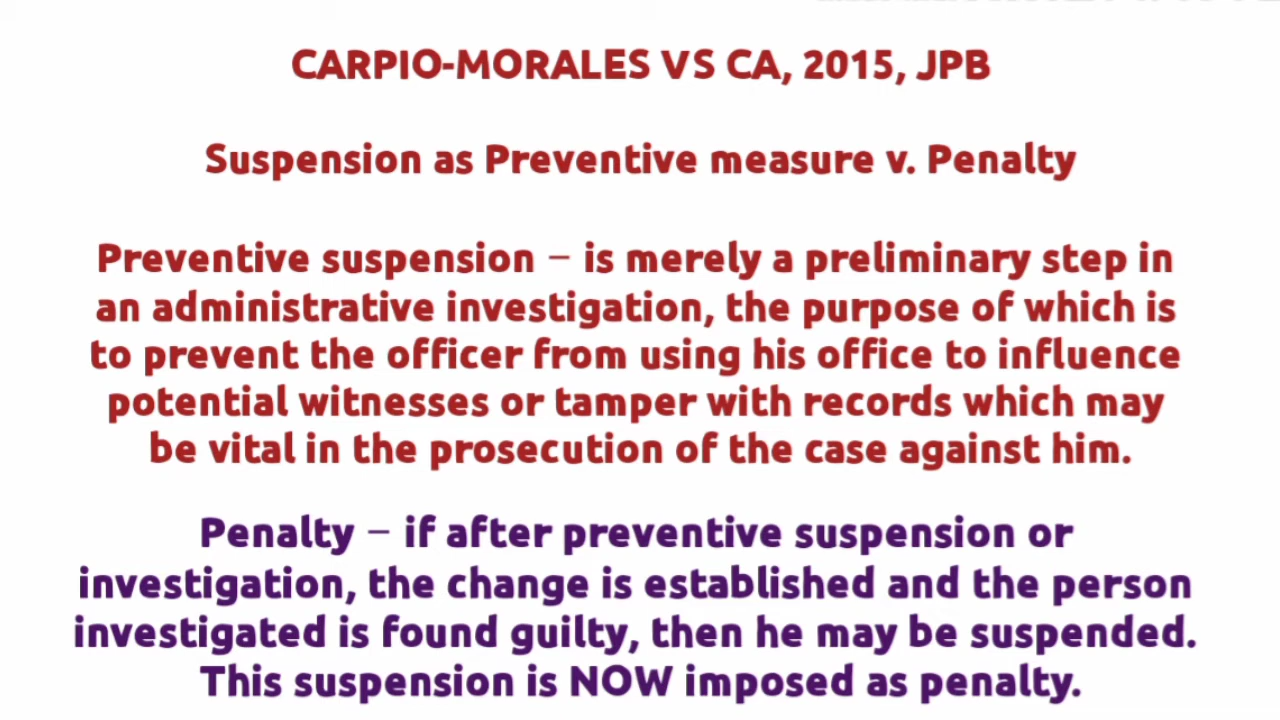 CARPIO-MORALES VS CA, 2015, JPB
Suspension as Preventive measure v. Penalty
Preventive suspension – is merely a preliminary step in
an administrative investigation, the purpose of which is
to prevent the officer from using his office to influence
potential witnesses or tamper with records which may
be vital in the prosecution of the case against him.
Penalty – if after preventive suspension or
investigation, the change is established and the person
investigated is found guilty, then he may be suspended.
This suspension is NOW imposed as penalty.